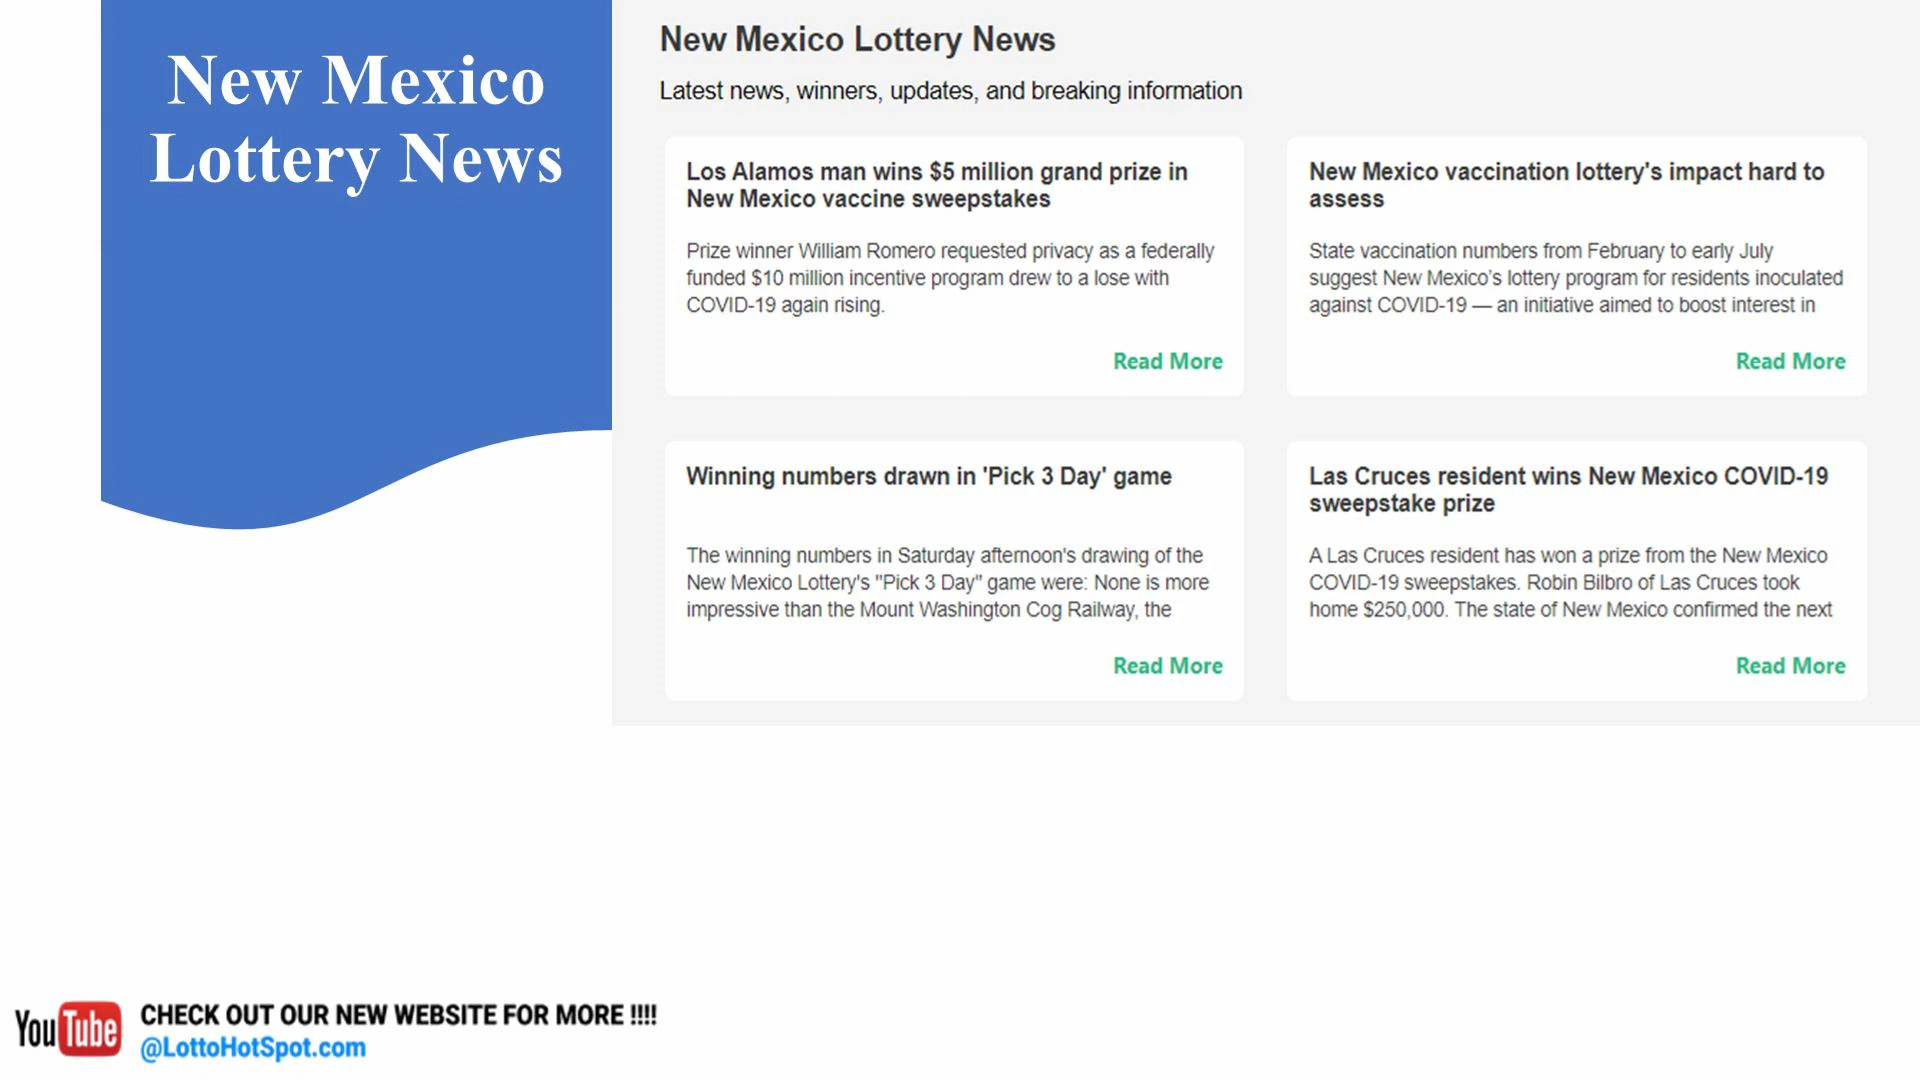 New Mexico
Lottery News
New Mexico Lottery News
Latest news, winners, updates, and breaking information
Los Alamos man wins $5 million grand prize in
New Mexico vaccine sweepstakes
Prize winner William Romero requested privacy as a federally
funded $10 million incentive program drew to a lose with
COVID-19 again rising.
Read More
New Mexico vaccination lottery's impact hard to
assess
State vaccination numbers from February to early July
suggest New Mexico’s lottery program for residents inoculated
against COVID-19 — an initiative aimed to boost interest in
Read More
Winning numbers drawn in 'Pick 3 Day' game
The winning numbers in Saturday afternoon's drawing of the
New Mexico Lottery's "Pick 3 Day" game were: None is more
impressive than the Mount Washington Cog Railway, the
Read More
Las Cruces resident wins New Mexico COVID-19
sweepstake prize
A Las Cruces resident has won a prize from the New Mexico
COVID-19 sweepstakes. Robin Bilbro of Las Cruces took
home $250,000. The state of New Mexico confirmed the next
Read More
YouTube
CHECK OUT OUR NEW WEBSITE FOR MORE !!!!
@LottoHotSpot.com